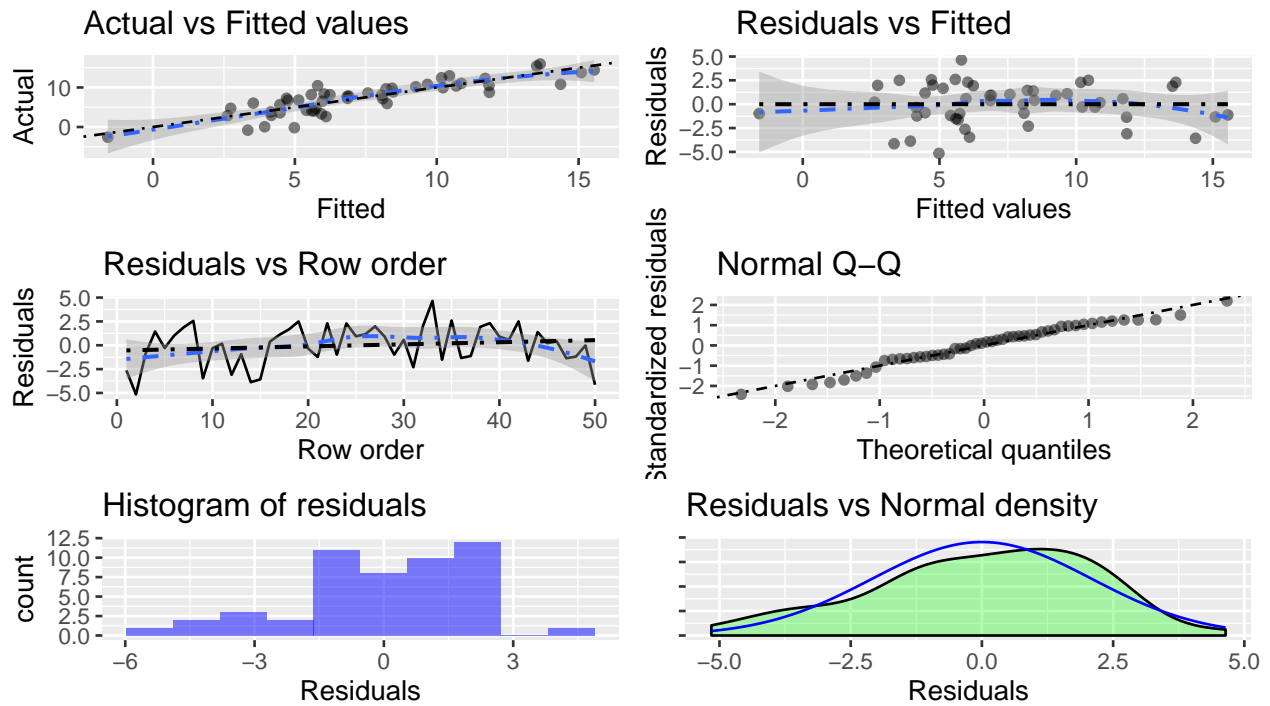 Actual vs Fitted values
Actual
10
0
0 5 10 15
Fitted
Residuals vs Fitted
Residuals
5.0
2.5
0.0
−2.5
−5.0
0 5 10 15
Fitted values
Residuals vs Row order
Residuals
5.0
2.5
0.0
−2.5
−5.0
0 10 20 30 40 50
Row order
Normal Q−Q
Standardized residuals
2
1
0
−1
−2
−2 −1 0 1 2
Theoretical quantiles
Histogram of residuals
count
12.5
10.0
7.5
5.0
2.5
0.0
−6 −3 0 3
Residuals
Residuals vs Normal density
−5.0 −2.5 0.0 2.5 5.0
Residuals